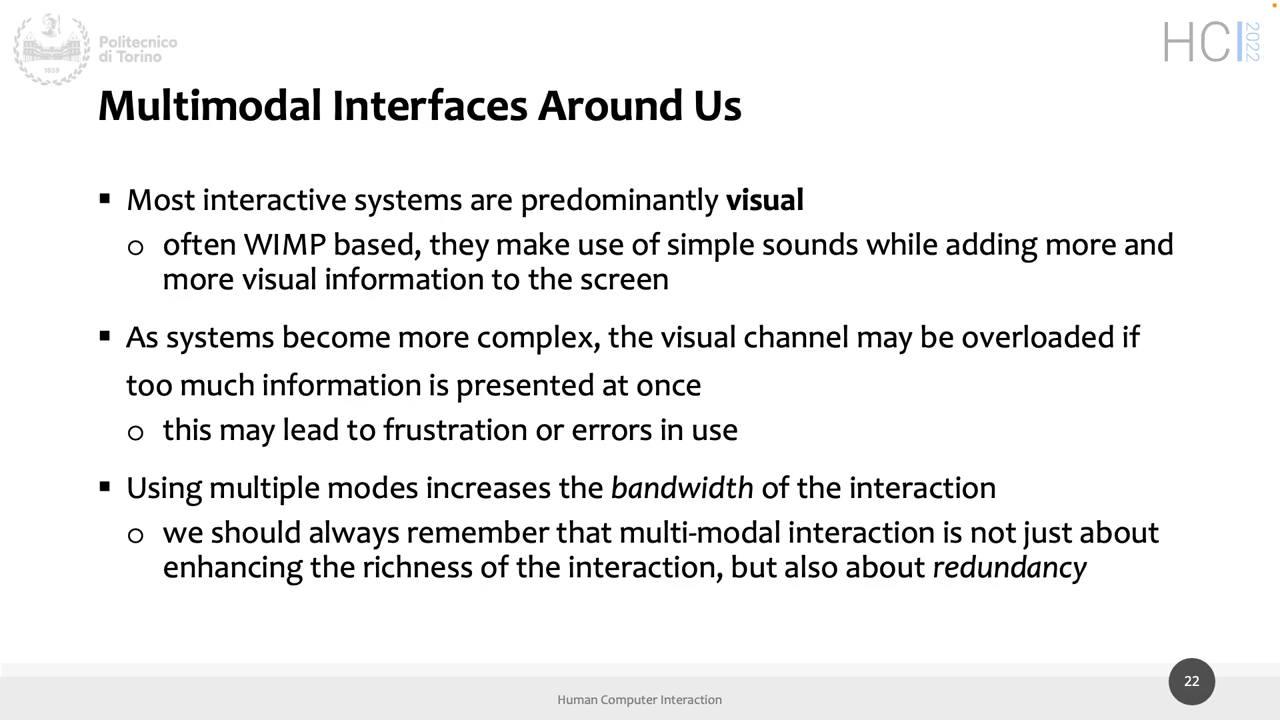 Politecnico
di Torino
1859
HCI 2022
Multimodal Interfaces Around Us
▪ Most interactive systems are predominantly visual
o often WIMP based, they make use of simple sounds while adding more and
more visual information to the screen
▪ As systems become more complex, the visual channel may be overloaded if
too much information is presented at once
o this may lead to frustration or errors in use
▪ Using multiple modes increases the bandwidth of the interaction
o we should always remember that multi-modal interaction is not just about
enhancing the richness of the interaction, but also about redundancy
Human Computer Interaction
22